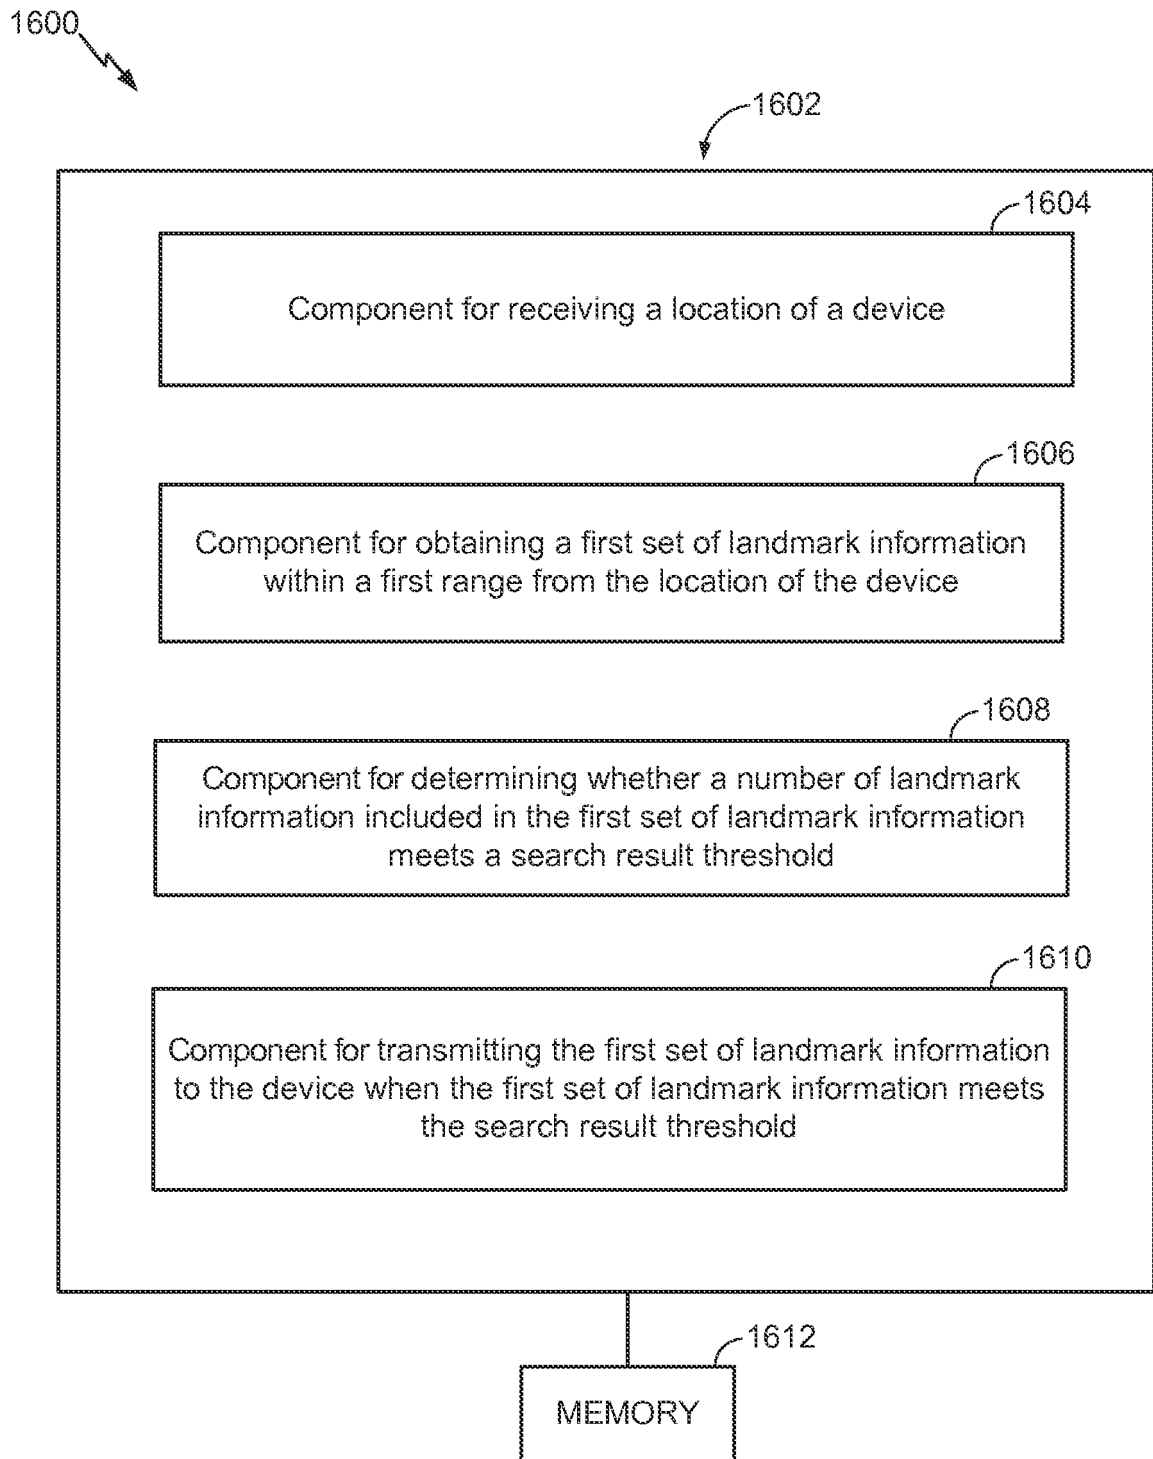 1600
1602
1604
Component for receiving a location of a device
1606
Component for obtaining a first set of landmark information
within a first range from the location of the device
1608
Component for determining whether a number of landmark
information included in the first set of landmark information
meets a search result threshold
1610
Component for transmitting the first set of landmark information
to the device when the first set of landmark information meets
the search result threshold
1612
MEMORY